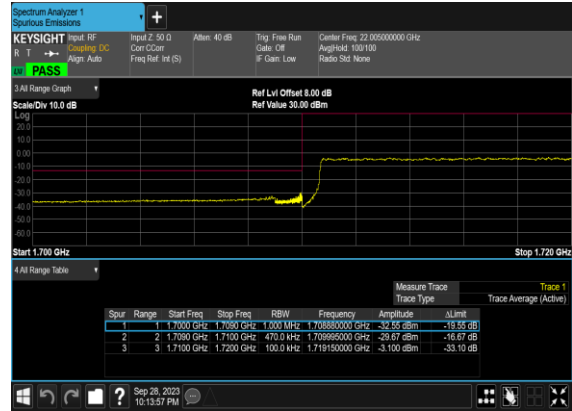 Spectrum Analyzer 1
Spurious Emissions
KEYSIGHT Input: RF Input Z: 50 Ω Atten: 40 dB Trig: Free Run Center Freq: 22.005000000 GHz
R T Coupling: DC Corr CCorr Gate: Off Avg|Hold: 100/100
Align: Auto Freq Ref: Int (S) IF Gain: Low Radio Std: None
PASS
3 All Range Graph
Ref Lvl Offset 8.00 dB
Scale/Div 10.0 dB Ref Value 30.00 dBm
Log
20.0
10.0
0.00
-10.0
-20.0
-30.0
-40.0
-50.0
-60.0
Start 1.700 GHz Stop 1.720 GHz
4 All Range Table
Measure Trace Trace 1
Trace Type Trace Average (Active)
Spur Range Start Freq Stop Freq RBW Frequency Amplitude ΔLimit
1 1 1.7000 GHz 1.7090 GHz 1.000 MHz 1.708880000 GHz -32.55 dBm -19.55 dB
2 2 1.7090 GHz 1.7100 GHz 470.0 kHz 1.709995000 GHz -29.67 dBm -16.67 dB
3 3 1.7100 GHz 1.7200 GHz 100.0 kHz 1.719150000 GHz -3.100 dBm -33.10 dB
Sep 28, 2023
10:13:57 PM